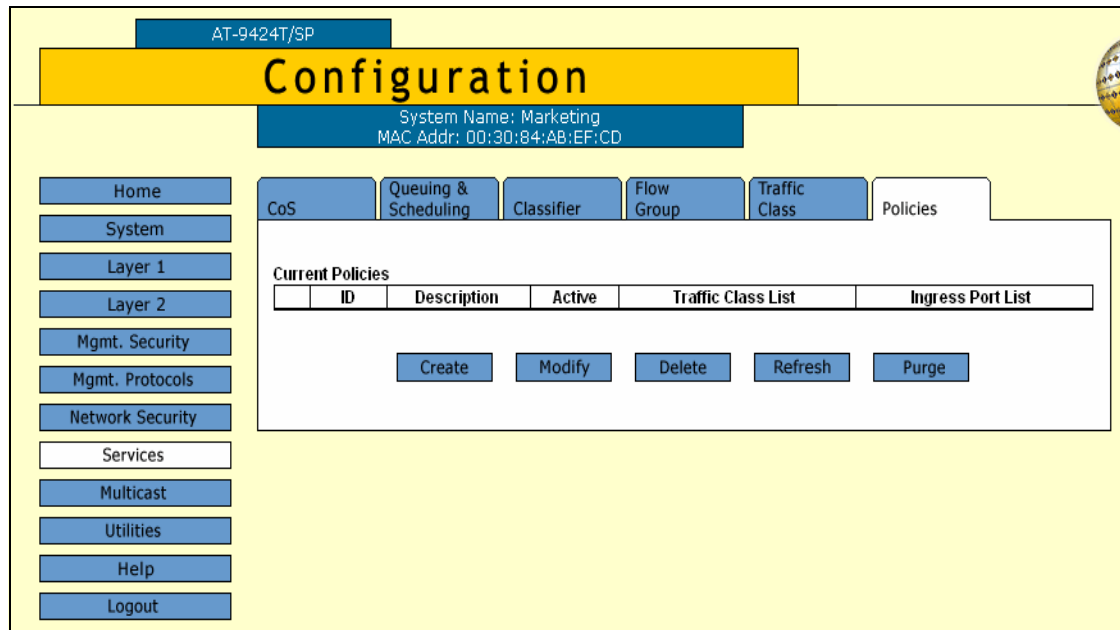 AT-9424T/SP
Configuration
System Name: Marketing
MAC Addr: 00:30:84:AB:EF:CD
Home
System
Layer 1
Layer 2
Mgmt. Security
Mgmt. Protocols
Network Security
Services
Multicast
Utilities
Help
Logout
CoS
Queuing &
Scheduling
Classifier
Flow
Group
Traffic
Class
Policies
Current Policies
ID Description Active Traffic Class List Ingress Port List
Create Modify Delete Refresh Purge